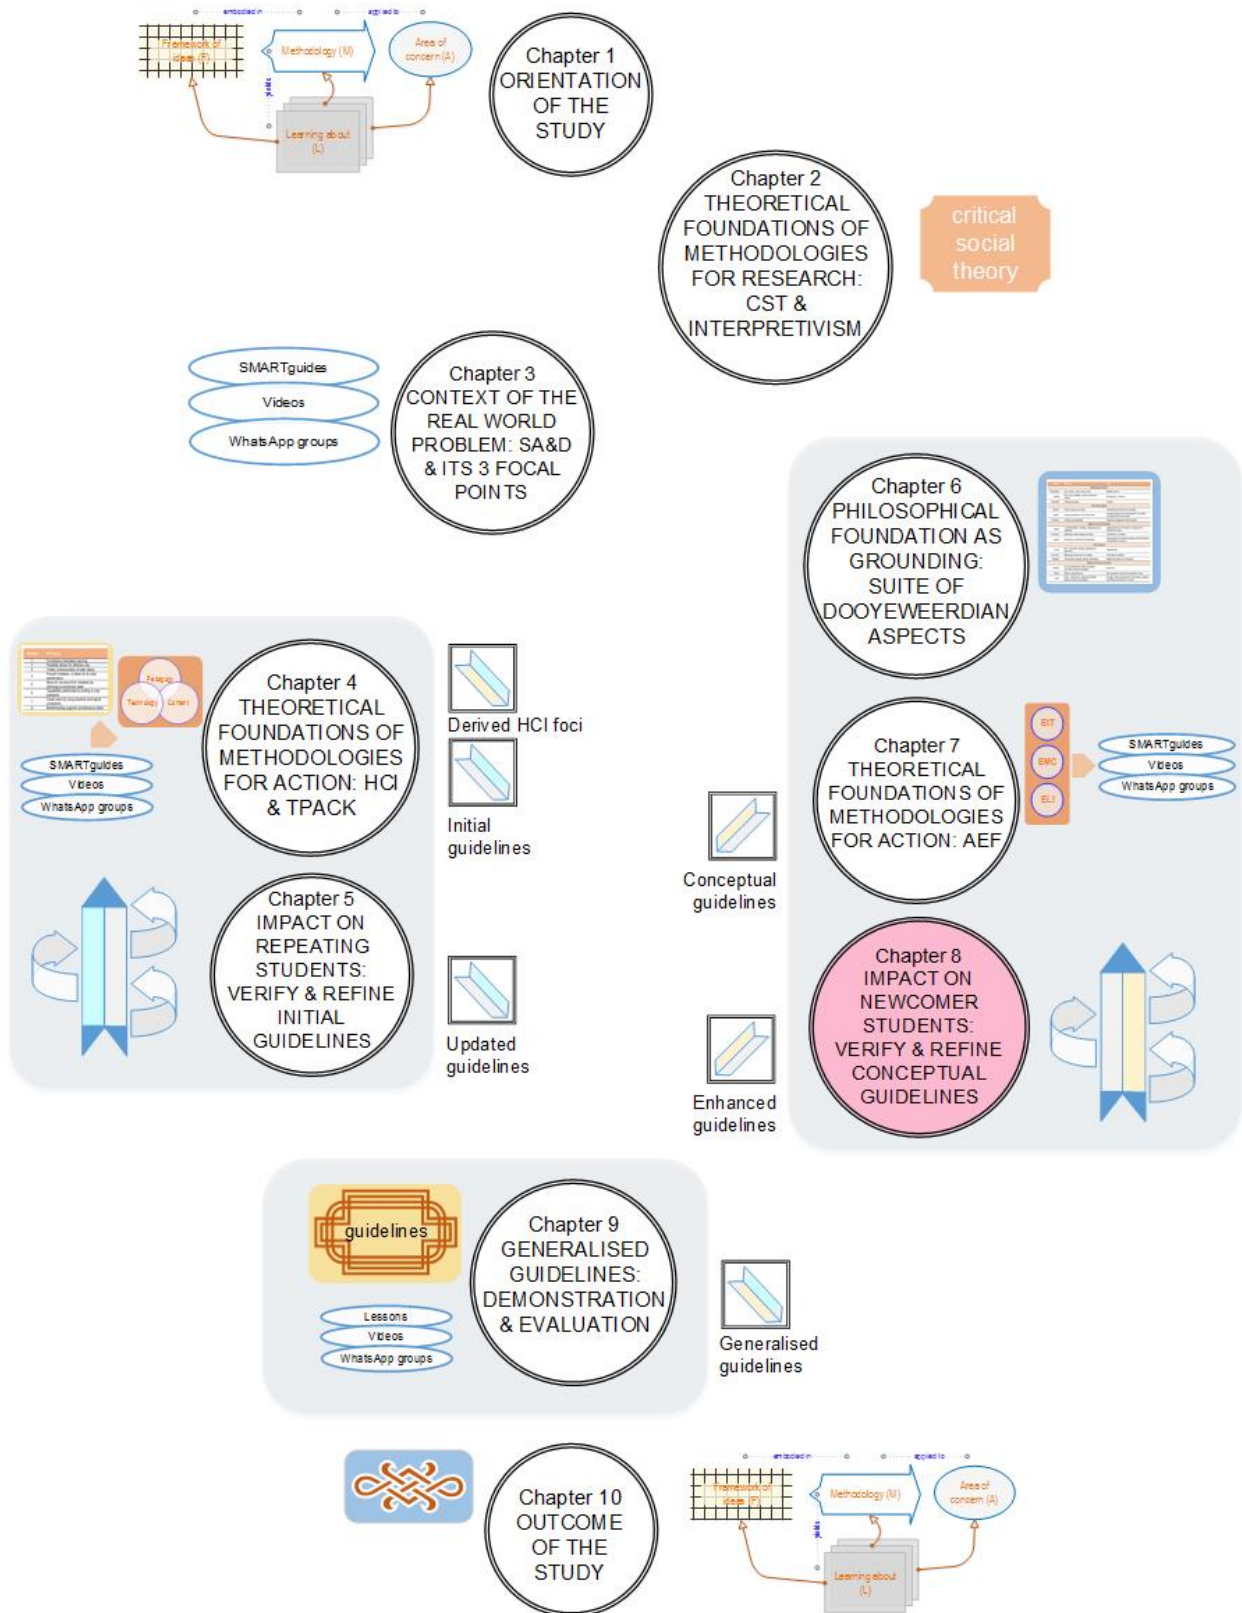 embodied in
applied to
Framework of
ideas (F)
Methodology (M)
Area of
concern (A)
yields
Learning about
(L)
Chapter 1
ORIENTATION
OF THE
STUDY
Chapter 2
THEORETICAL
FOUNDATIONS OF
METHODOLOGIES
FOR RESEARCH:
CST &
INTERPRETIVISM
critical
social
theory
SMARTguides
Videos
WhatsApp groups
Chapter 3
CONTEXT OF THE
REAL WORLD
PROBLEM: SA&D
& ITS 3 FOCAL
POINTS
Chapter 6
PHILOSOPHICAL
FOUNDATION AS
GROUNDING:
SUITE OF
DOOYEWEERDIAN
ASPECTS
Pedagogy
Technology
Content
SMARTguides
Videos
WhatsApp groups
Chapter 4
THEORETICAL
FOUNDATIONS OF
METHODOLOGIES
FOR ACTION: HCI
& TPACK
Derived HCI foci
Initial
guidelines
Chapter 7
THEORETICAL
FOUNDATIONS OF
METHODOLOGIES
FOR ACTION: AEF
EIT
EMC
ELI
SMARTguides
Videos
WhatsApp groups
Conceptual
guidelines
Chapter 5
IMPACT ON
REPEATING
STUDENTS:
VERIFY & REFINE
INITIAL
GUIDELINES
Updated
guidelines
Chapter 8
IMPACT ON
NEWCOMER
STUDENTS:
VERIFY & REFINE
CONCEPTUAL
GUIDELINES
Enhanced
guidelines
guidelines
Lessons
Videos
WhatsApp groups
Chapter 9
GENERALISED
GUIDELINES:
DEMONSTRATION
& EVALUATION
Generalised
guidelines
Chapter 10
OUTCOME
OF THE
STUDY
embodied in
applied to
Framework of
ideas (F)
Methodology (M)
Area of
concern (A)
yields
Learning about
(L)